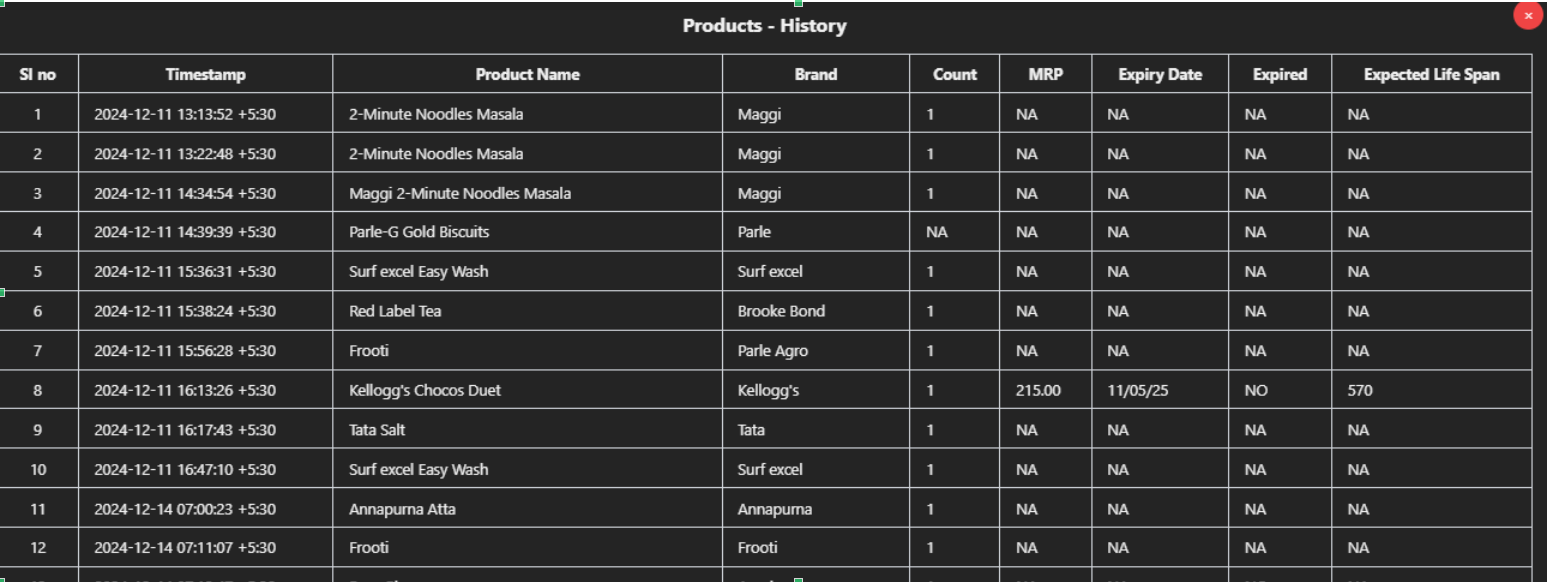 Products - History
×
Sl no Timestamp Product Name Brand Count MRP Expiry Date Expired Expected Life Span
1 2024-12-11 13:13:52 +5:30 2-Minute Noodles Masala Maggi 1 NA NA NA NA
2 2024-12-11 13:22:48 +5:30 2-Minute Noodles Masala Maggi 1 NA NA NA NA
3 2024-12-11 14:34:54 +5:30 Maggi 2-Minute Noodles Masala Maggi 1 NA NA NA NA
4 2024-12-11 14:39:39 +5:30 Parle-G Gold Biscuits Parle NA NA NA NA NA
5 2024-12-11 15:36:31 +5:30 Surf excel Easy Wash Surf excel 1 NA NA NA NA
6 2024-12-11 15:38:24 +5:30 Red Label Tea Brooke Bond 1 NA NA NA NA
7 2024-12-11 15:56:28 +5:30 Frooti Parle Agro 1 NA NA NA NA
8 2024-12-11 16:13:26 +5:30 Kellogg's Chocos Duet Kellogg's 1 215.00 11/05/25 NO 570
9 2024-12-11 16:17:43 +5:30 Tata Salt Tata 1 NA NA NA NA
10 2024-12-11 16:47:10 +5:30 Surf excel Easy Wash Surf excel 1 NA NA NA NA
11 2024-12-14 07:00:23 +5:30 Annapurna Atta Annapurna 1 NA NA NA NA
12 2024-12-14 07:11:07 +5:30 Frooti Frooti 1 NA NA NA NA